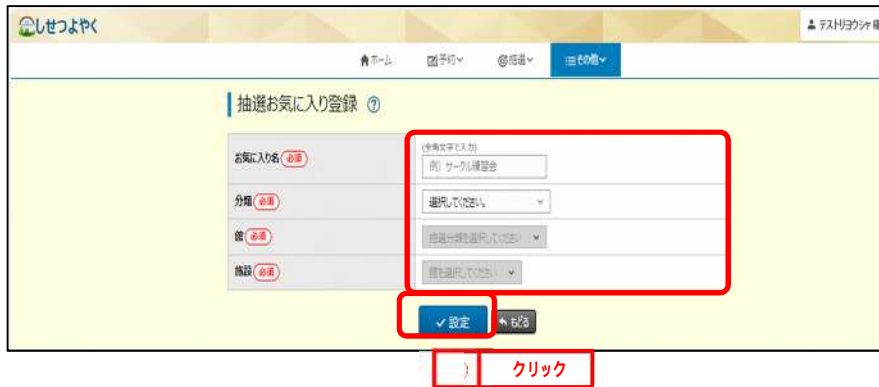 しせつよやく
テストリヨウシャ 様
ホーム 予約 抽選 その他
抽選お気に入り登録 ?
お気に入り名 必須
(全角文字で入力)
例）サークル練習会
分類 必須
選択してください。
館 必須
抽選分類を選択してください
施設 必須
館を選択してください
設定 もどる
クリック